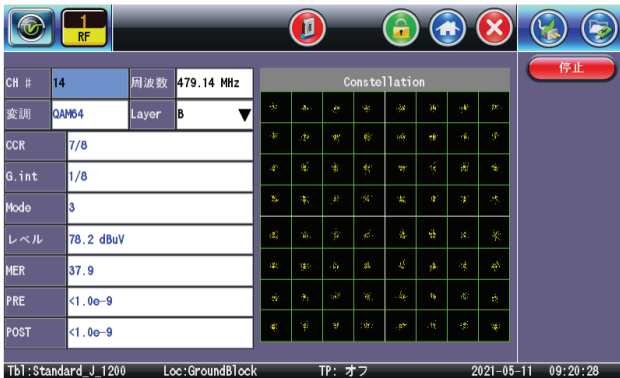 1
RF
停止
CH # 14 周波数 479.14 MHz
変調 QAM64 Layer B
CCR 7/8
G.int 1/8
Mode 3
レベル 78.2 dBuV
MER 37.9
PRE <1.0e-9
POST <1.0e-9
Constellation
Tbl:Standard_J_1200 Loc:GroundBlock TP: オフ 2021-05-11 09:20:28